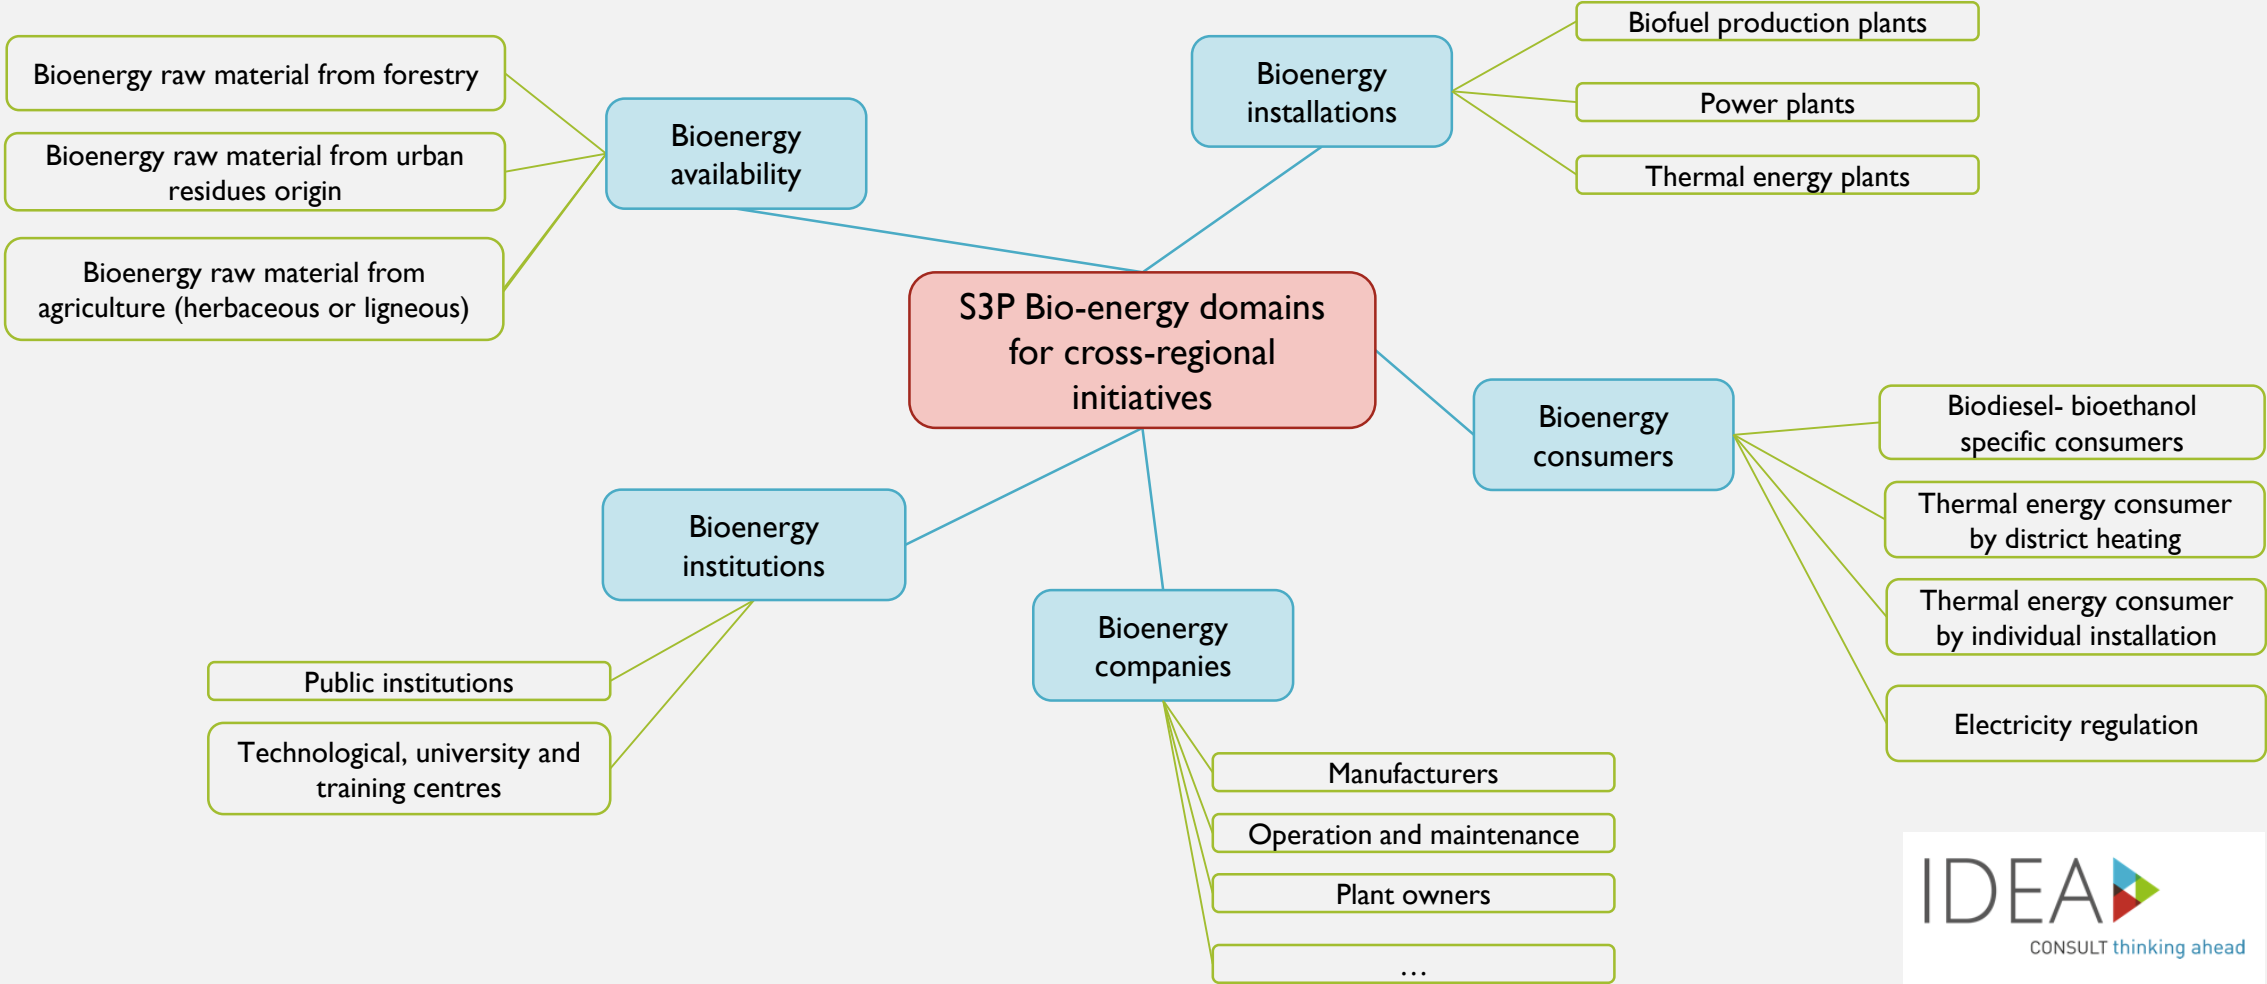 Bioenergy raw material from forestry
Bioenergy raw material from urban
residues origin
Bioenergy raw material from
agriculture (herbaceous or ligneous)
Bioenergy
availability
Bioenergy
installations
Biofuel production plants
Power plants
Thermal energy plants
S3P Bio-energy domains
for cross-regional
initiatives
Bioenergy
consumers
Biodiesel- bioethanol
specific consumers
Thermal energy consumer
by district heating
Thermal energy consumer
by individual installation
Electricity regulation
Bioenergy
institutions
Public institutions
Technological, university and
training centres
Bioenergy
companies
Manufacturers
Operation and maintenance
Plant owners
…
IDEA
CONSULT thinking ahead